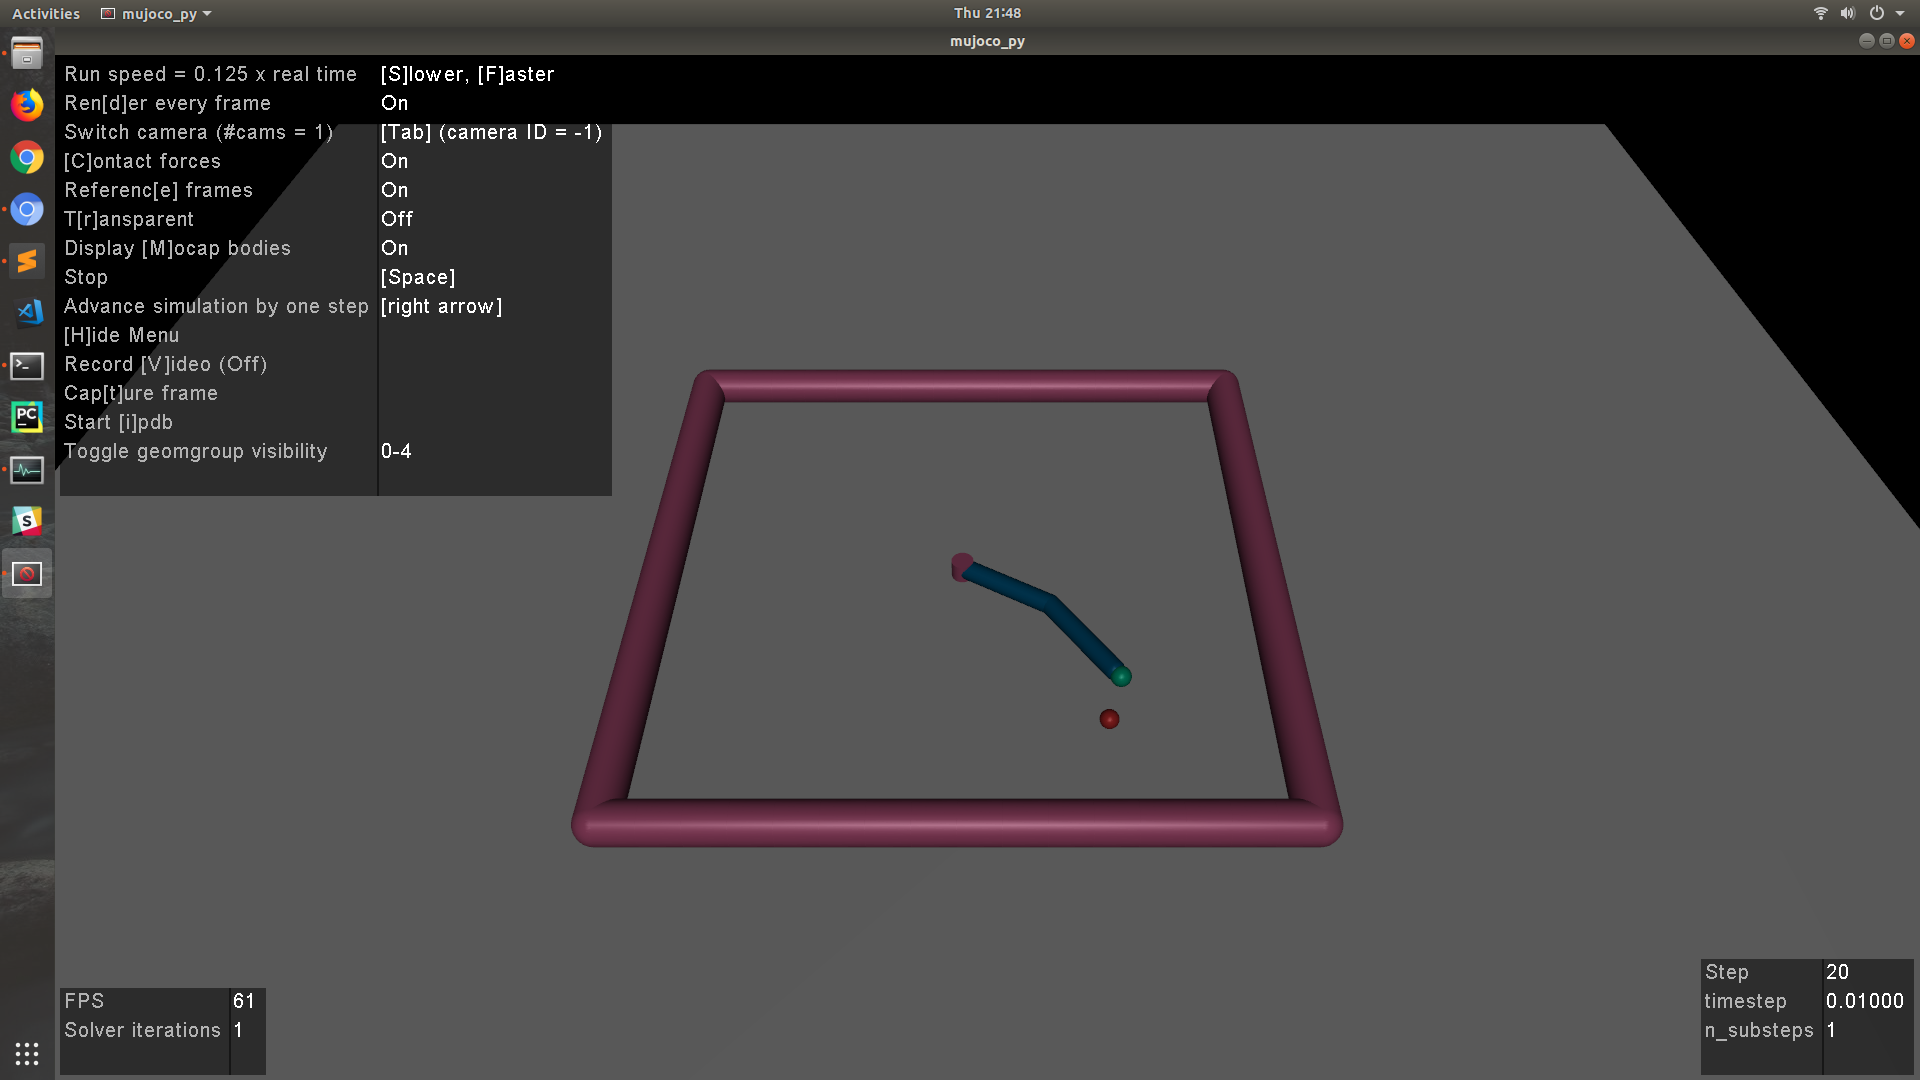 Activities mujoco_py Thu 21:48
mujoco_py
Run speed = 0.125 x real time [S]lower, [F]aster
Ren[d]er every frame On
Switch camera (#cams = 1) [Tab] (camera ID = -1)
[C]ontact forces On
Referenc[e] frames On
T[r]ansparent Off
Display [M]ocap bodies On
Stop [Space]
Advance simulation by one step [right arrow]
[H]ide Menu
Record [V]ideo (Off)
Cap[t]ure frame
Start [i]pdb
Toggle geomgroup visibility 0-4
PC
S
FPS 61
Solver iterations 1
Step 20
timestep 0.01000
n_substeps 1